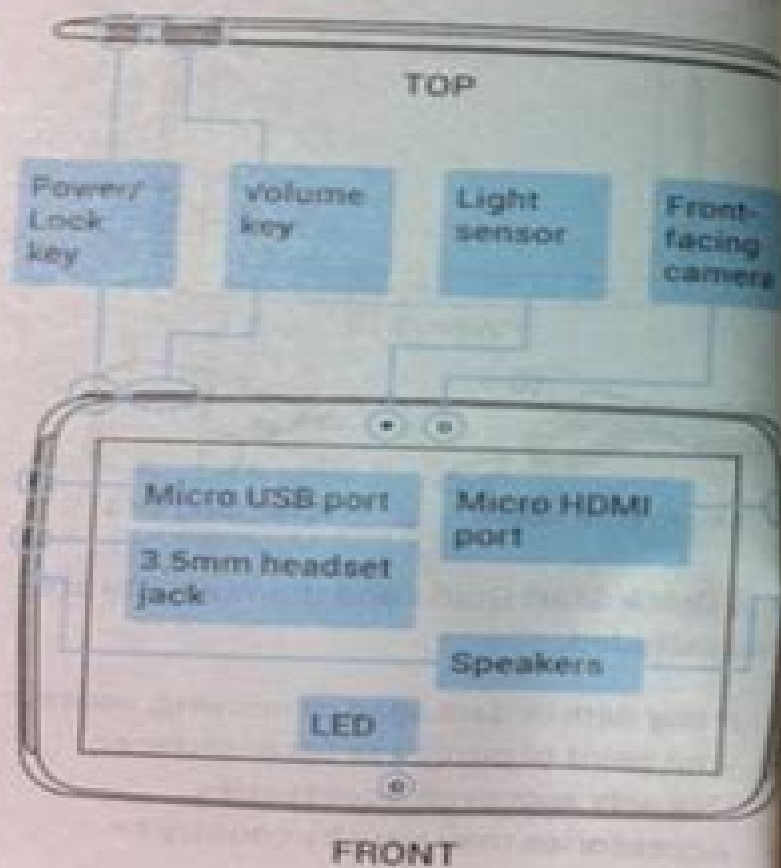 TOP
Power/
Lock
key
Volume
key
Light
sensor
Front-
facing
camera
Micro USB port
Micro HDMI
port
3.5mm headset
jack
Speakers
LED
FRONT